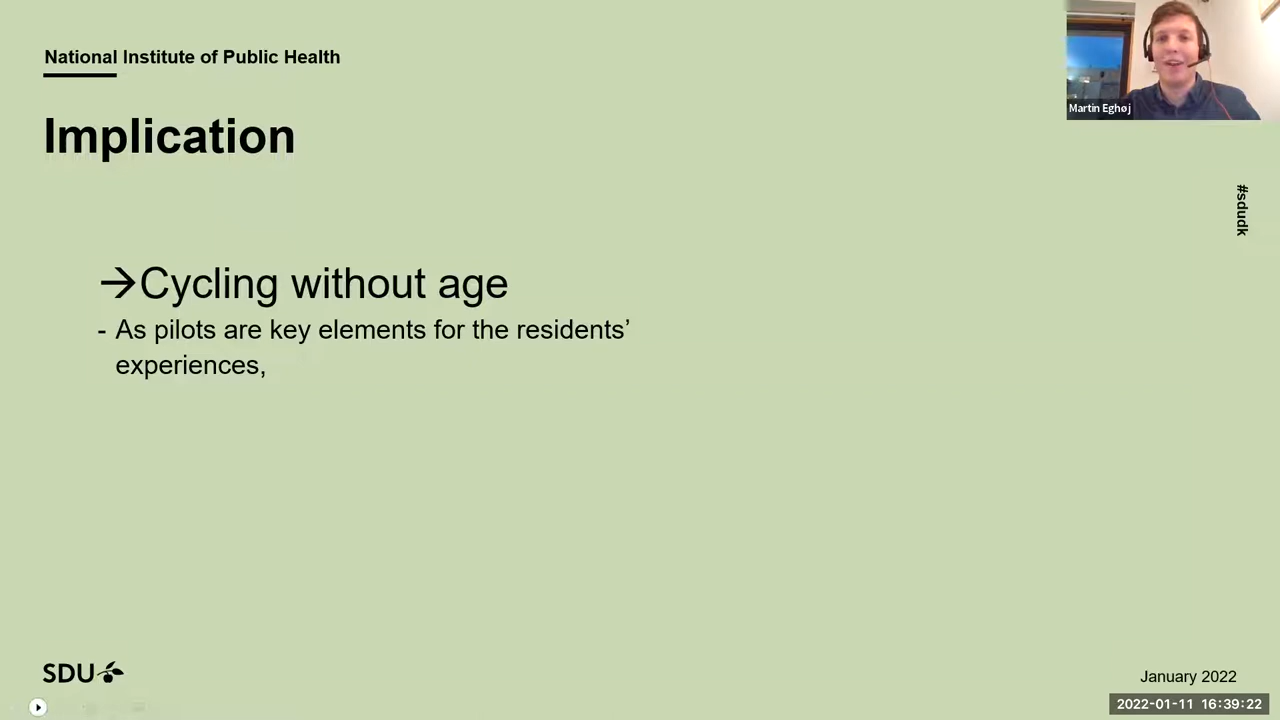 National Institute of Public Health
Implication
→Cycling without age
- As pilots are key elements for the residents’
experiences,
Martin Eghøj
#sdudk
SDU
January 2022
2022-01-11 16:39:22